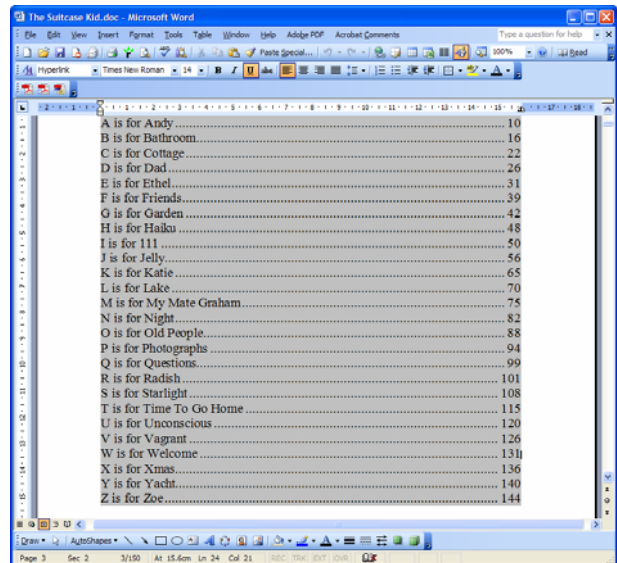 The Suitcase Kid.doc - Microsoft Word
File Edit View Insert Format Tools Table Window Help Adobe PDF Acrobat Comments Type a question for help
Paste Special... 100% Read
Hyperlink Times New Roman 14 B I U abc
A is for Andy 10
B is for Bathroom 16
C is for Cottage 22
D is for Dad 26
E is for Ethel 31
F is for Friends 39
G is for Garden 42
H is for Haiku 48
I is for 111 50
J is for Jelly 56
K is for Katie 65
L is for Lake 70
M is for My Mate Graham 75
N is for Night 82
O is for Old People 88
P is for Photographs 94
Q is for Questions 99
R is for Radish 101
S is for Starlight 108
T is for Time To Go Home 115
U is for Unconscious 120
V is for Vagrant 126
W is for Welcome 131
X is for Xmas 136
Y is for Yacht 140
Z is for Zoe 144
Draw AutoShapes
Page 3 Sec 2 3/150 At 15.6cm Ln 24 Col 21 REC TRK EXT OVR